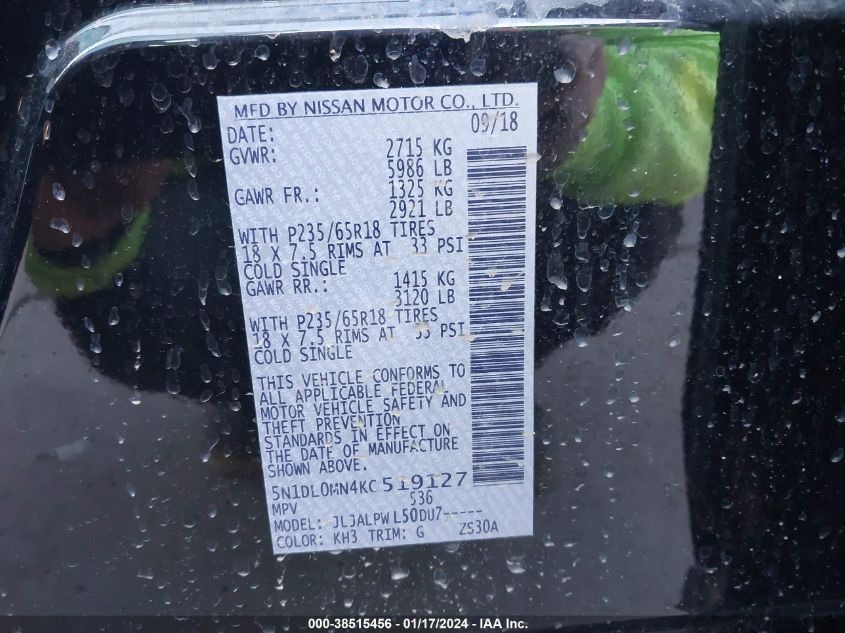 MFD BY NISSAN MOTOR CO., LTD.
DATE: 09/18
GVWR: 2715 KG
5986 LB
GAWR FR.: 1325 KG
2921 LB
WITH P235/65R18 TIRES
18 X 7.5 RIMS AT 33 PSI
COLD SINGLE
GAWR RR.: 1415 KG
3120 LB
WITH P235/65R18 TIRES
18 X 7.5 RIMS AT 33 PSI
COLD SINGLE
THIS VEHICLE CONFORMS TO
ALL APPLICABLE FEDERAL
MOTOR VEHICLE SAFETY AND
THEFT PREVENTION
STANDARDS IN EFFECT ON
THE DATE OF MANUFACTURE
SHOWN ABOVE.
5N1DL0MN4KC519127
MPV 536
MODEL: JLJALPWL50DU7-----
COLOR: KH3 TRIM: G ZS30A
000-38515456 - 01/17/2024 - IAA Inc.